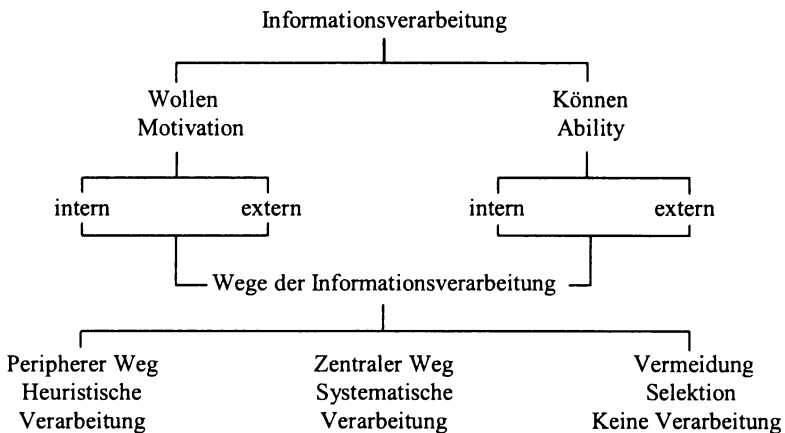 Informationsverarbeitung
Wollen
Motivation
Können
Ability
intern
extern
intern
extern
Wege der Informationsverarbeitung
Peripherer Weg
Heuristische
Verarbeitung
Zentraler Weg
Systematische
Verarbeitung
Vermeidung
Selektion
Keine Verarbeitung